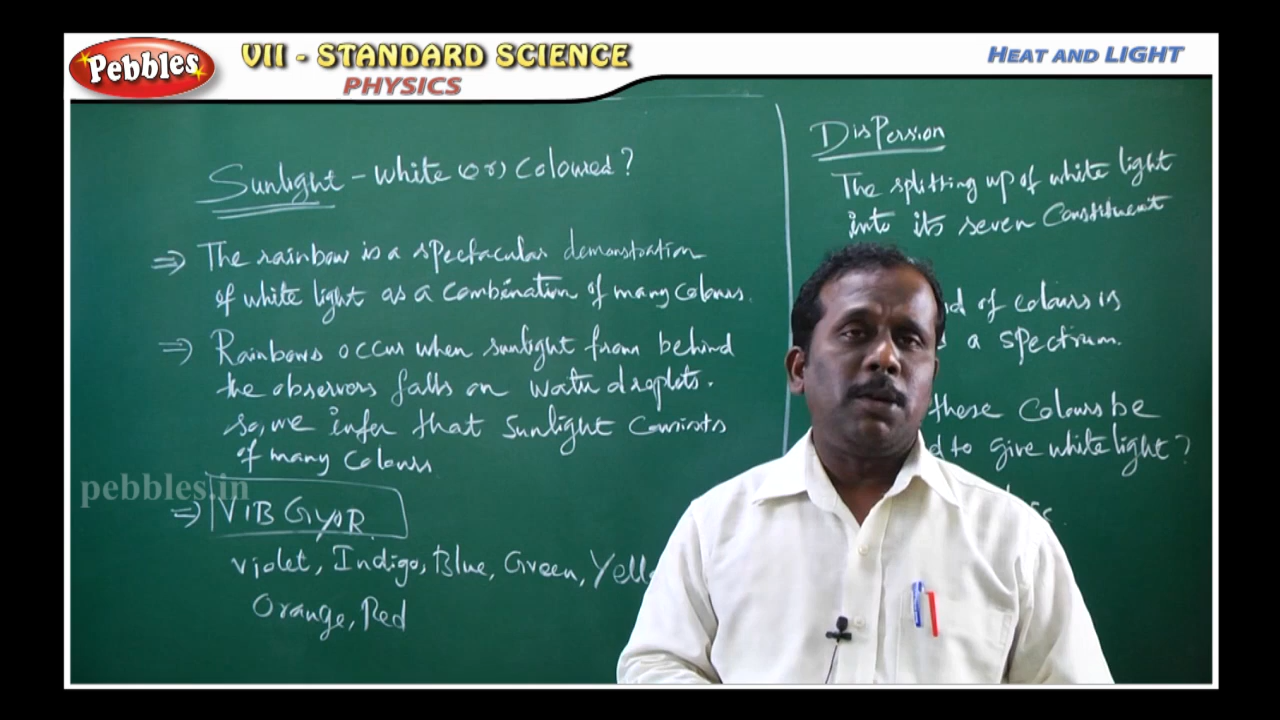 Pebbles
VII - STANDARD SCIENCE
PHYSICS
HEAT AND LIGHT
Sunlight - White (or) Coloured?
⇒ The rainbow is a spectacular demonstration
of white light as a combination of many colours.
⇒ Rainbows occur when sunlight from behind
the observers falls on water droplets.
so, we infer that sunlight consists
of many colours
pebbles.in
⇒ VIBGYOR
Violet, Indigo, Blue, Green, Yello
Orange, Red
Dispersion
The splitting up of white light
into its seven constituent
of colours is
a spectrum.
these colours be
to give white light?